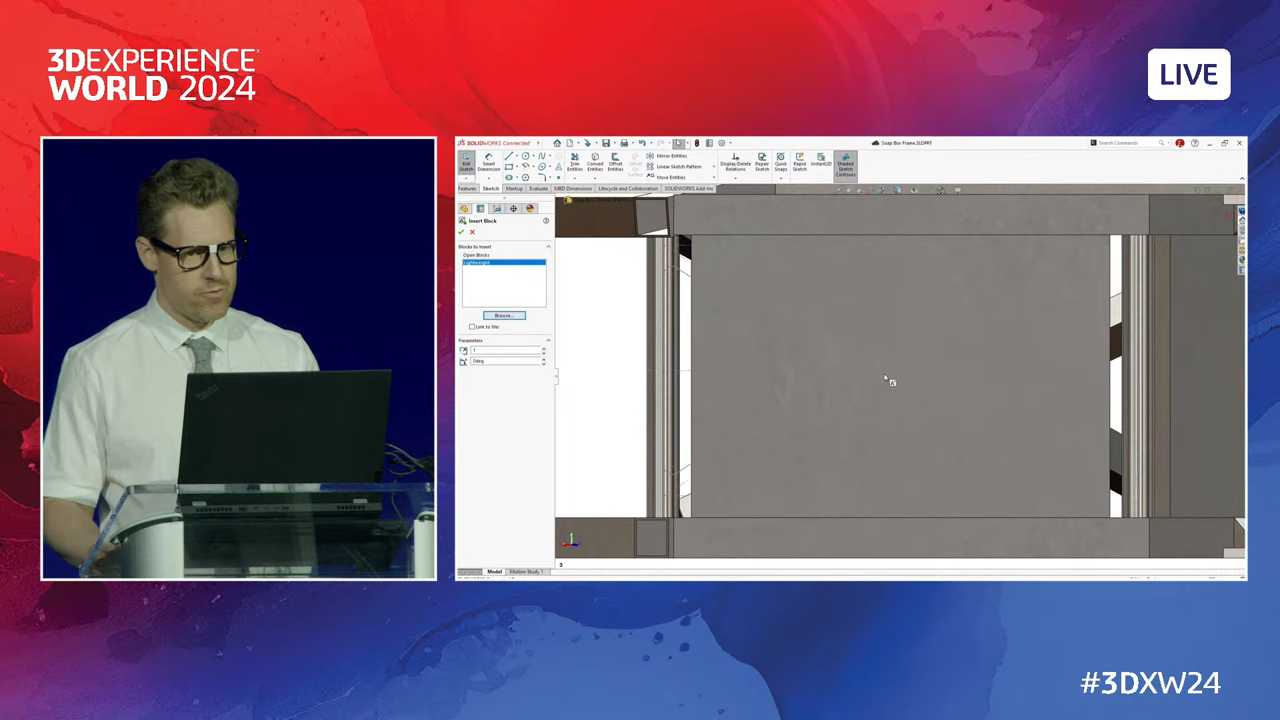 3DEXPERIENCE
WORLD 2024
LIVE
SOLIDWORKS Connected
Soap Box Frame.SLDPRT
Search Commands
Exit Sketch
Smart Dimension
Trim Entities
Convert Entities
Offset Entities
Mirror Entities
Linear Sketch Pattern
Move Entities
Display/Delete Relations
Repair Sketch
Quick Snaps
Rapid Sketch
Instant2D
Shaded Sketch Contours
Features
Sketch
Markup
Evaluate
MBD Dimensions
Lifecycle and Collaboration
SOLIDWORKS Add-Ins
Insert Block
Blocks to Insert
Open Blocks
Lightweight
Browse...
Link to file
Parameters
1
0deg
3
Model
Motion Study 1
#3DXW24